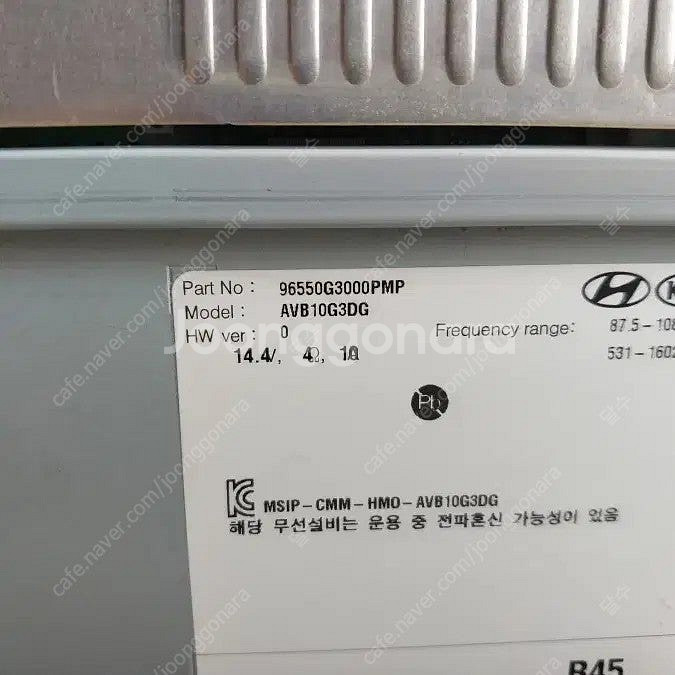 Part No : 96550G3000PMP
Model : AVB10G3DG
HW ver : 0
Frequency range: 87.5-108
531-1602
14.4V, 4Ω, 10A
Pb
MSIP-CMM-HMO-AVB10G3DG
해당 무선설비는 운용 중 전파혼신 가능성이 있음
B45
joonggonara
cafe.naver.com/joonggonara
달수